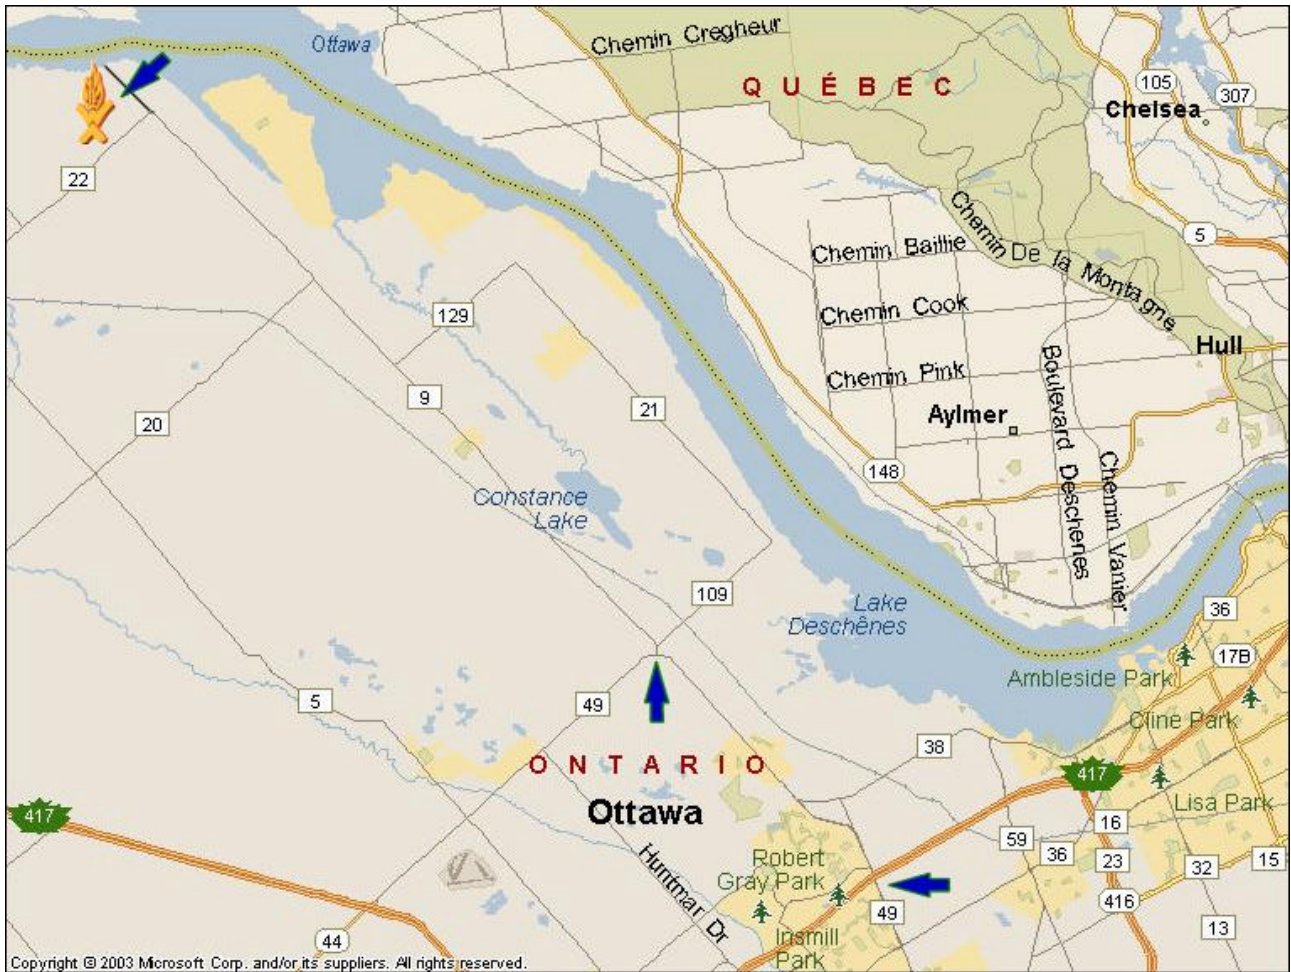 Ottawa
Chemin Cregheur
QUÉBEC
105
307
Chelsea
22
5
Chemin Baillie
Chemin De la Montagne
129
Chemin Cook
Hull
Chemin Pink
Boulevard Deschenes
9
21
Aylmer
20
148
Chemin Vanier
Constance
Lake
109
Lake
Deschênes
36
17B
Ambleside Park
5
49
Cline Park
38
ONTARIO
417
Lisa Park
Ottawa
417
16
59
36
23
32
15
Huntmar Dr
Robert
Gray Park
49
416
13
44
Insmill
Park
Copyright © 2003 Microsoft Corp. and/or its suppliers. All rights reserved.